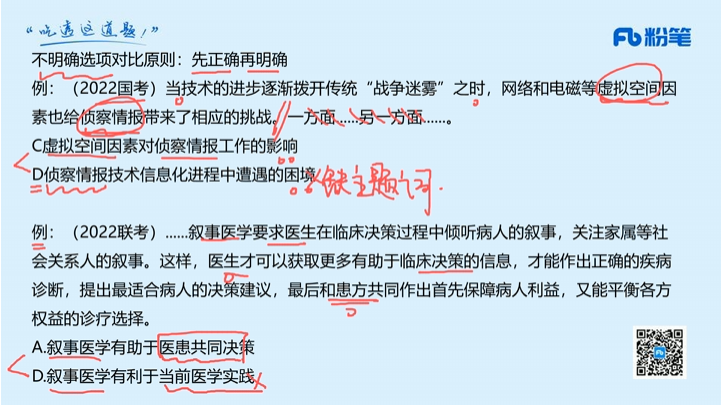 “吃透这道题！”
粉笔
不明确选项对比原则：先正确再明确
例：（2022国考）当技术的进步逐渐拨开传统“战争迷雾”之时，网络和电磁等虚拟空间因
素也给侦察情报带来了相应的挑战。一方面……另一方面……。
C虚拟空间因素对侦察情报工作的影响
D侦察情报技术信息化进程中遭遇的困境
缺主题词.
例：（2022联考）……叙事医学要求医生在临床决策过程中倾听病人的叙事，关注家属等社
会关系人的叙事。这样，医生才可以获取更多有助于临床决策的信息，才能作出正确的疾病
诊断，提出最适合病人的决策建议，最后和患方共同作出首先保障病人利益，又能平衡各方
权益的诊疗选择。
A.叙事医学有助于医患共同决策
D.叙事医学有利于当前医学实践